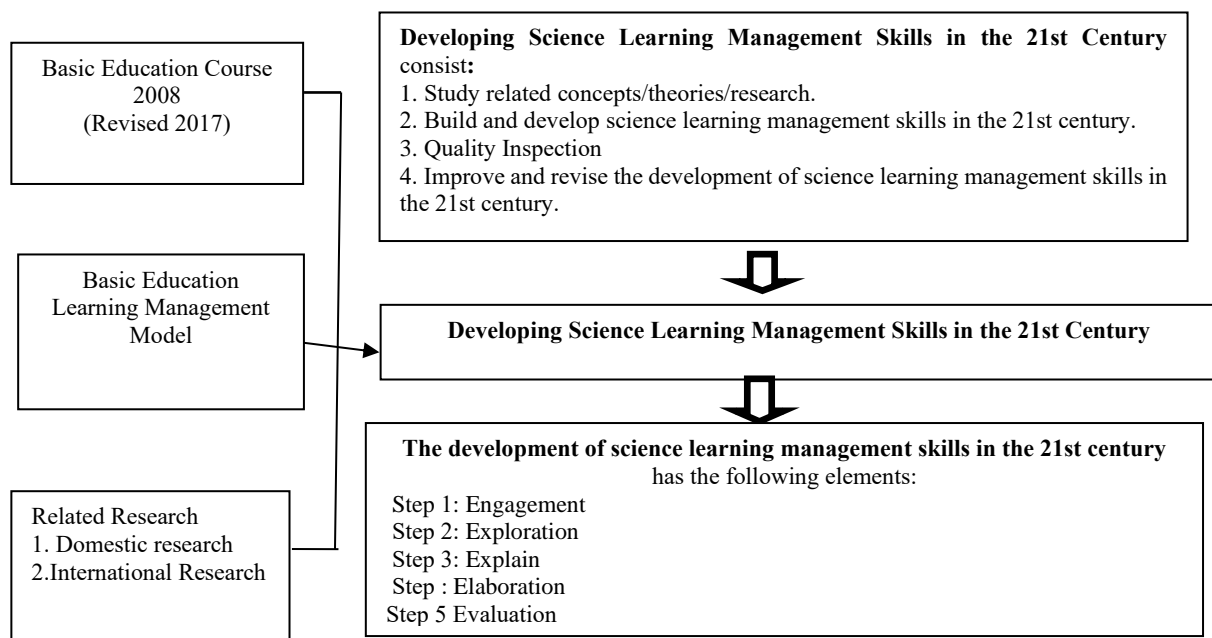 Basic Education Course
2008
(Revised 2017)
Basic Education
Learning Management
Model
Related Research
1. Domestic research
2.International Research
Developing Science Learning Management Skills in the 21st Century
consist:
1. Study related concepts/theories/research.
2. Build and develop science learning management skills in the 21st century.
3. Quality Inspection
4. Improve and revise the development of science learning management skills in
the 21st century.
Developing Science Learning Management Skills in the 21st Century
The development of science learning management skills in the 21st century
has the following elements:
Step 1: Engagement
Step 2: Exploration
Step 3: Explain
Step : Elaboration
Step 5 Evaluation